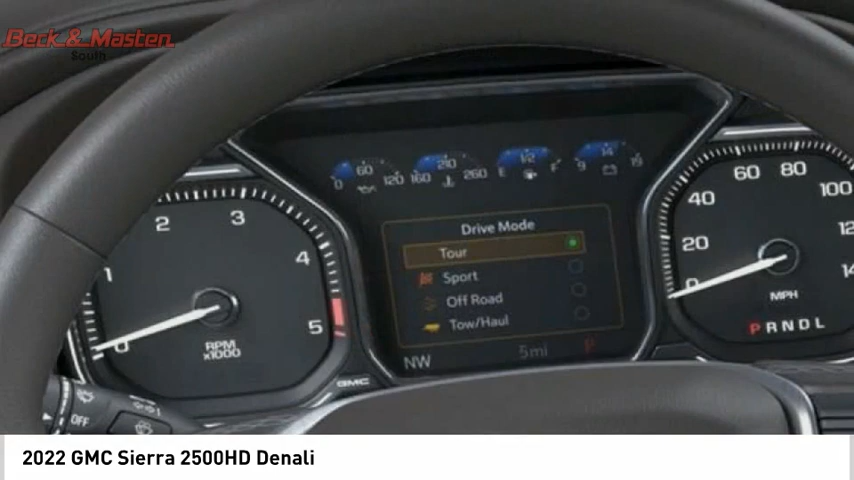 Beck & Masten
South
0 60 120
160 210 260
E 1/2 F
9 14 19
1 2 3 4 5
0
RPM
x1000
Drive Mode
Tour
Sport
Off Road
Tow/Haul
NW 5mi P
GMC
0 20 40 60 80 100
MPH
PRNDL
OFF
2022 GMC Sierra 2500HD Denali